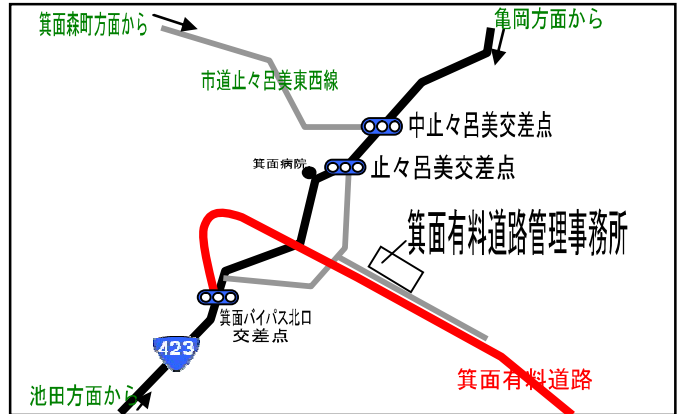 箕面森町方面から
亀岡方面から
市道止々呂美東西線
中止々呂美交差点
箕面病院
止々呂美交差点
箕面有料道路管理事務所
箕面バイパス北口
交差点
423
箕面有料道路
池田方面から